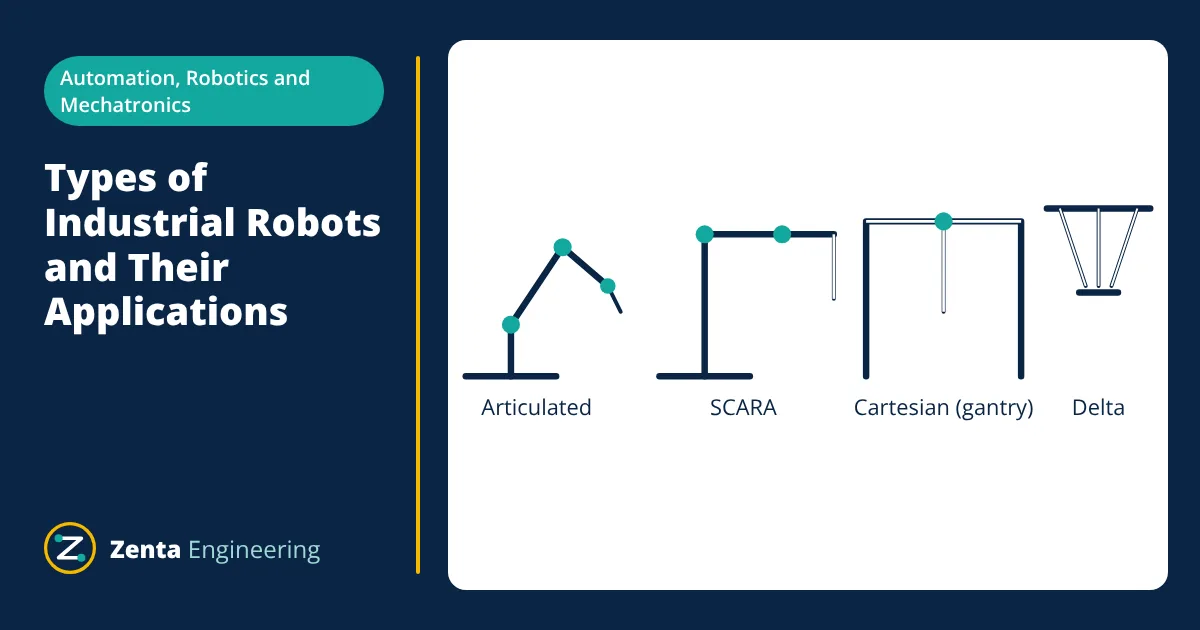 Automation, Robotics and
Mechatronics
Types of
Industrial Robots
and Their
Applications
Articulated
SCARA
Cartesian (gantry)
Delta
Z
Zenta Engineering